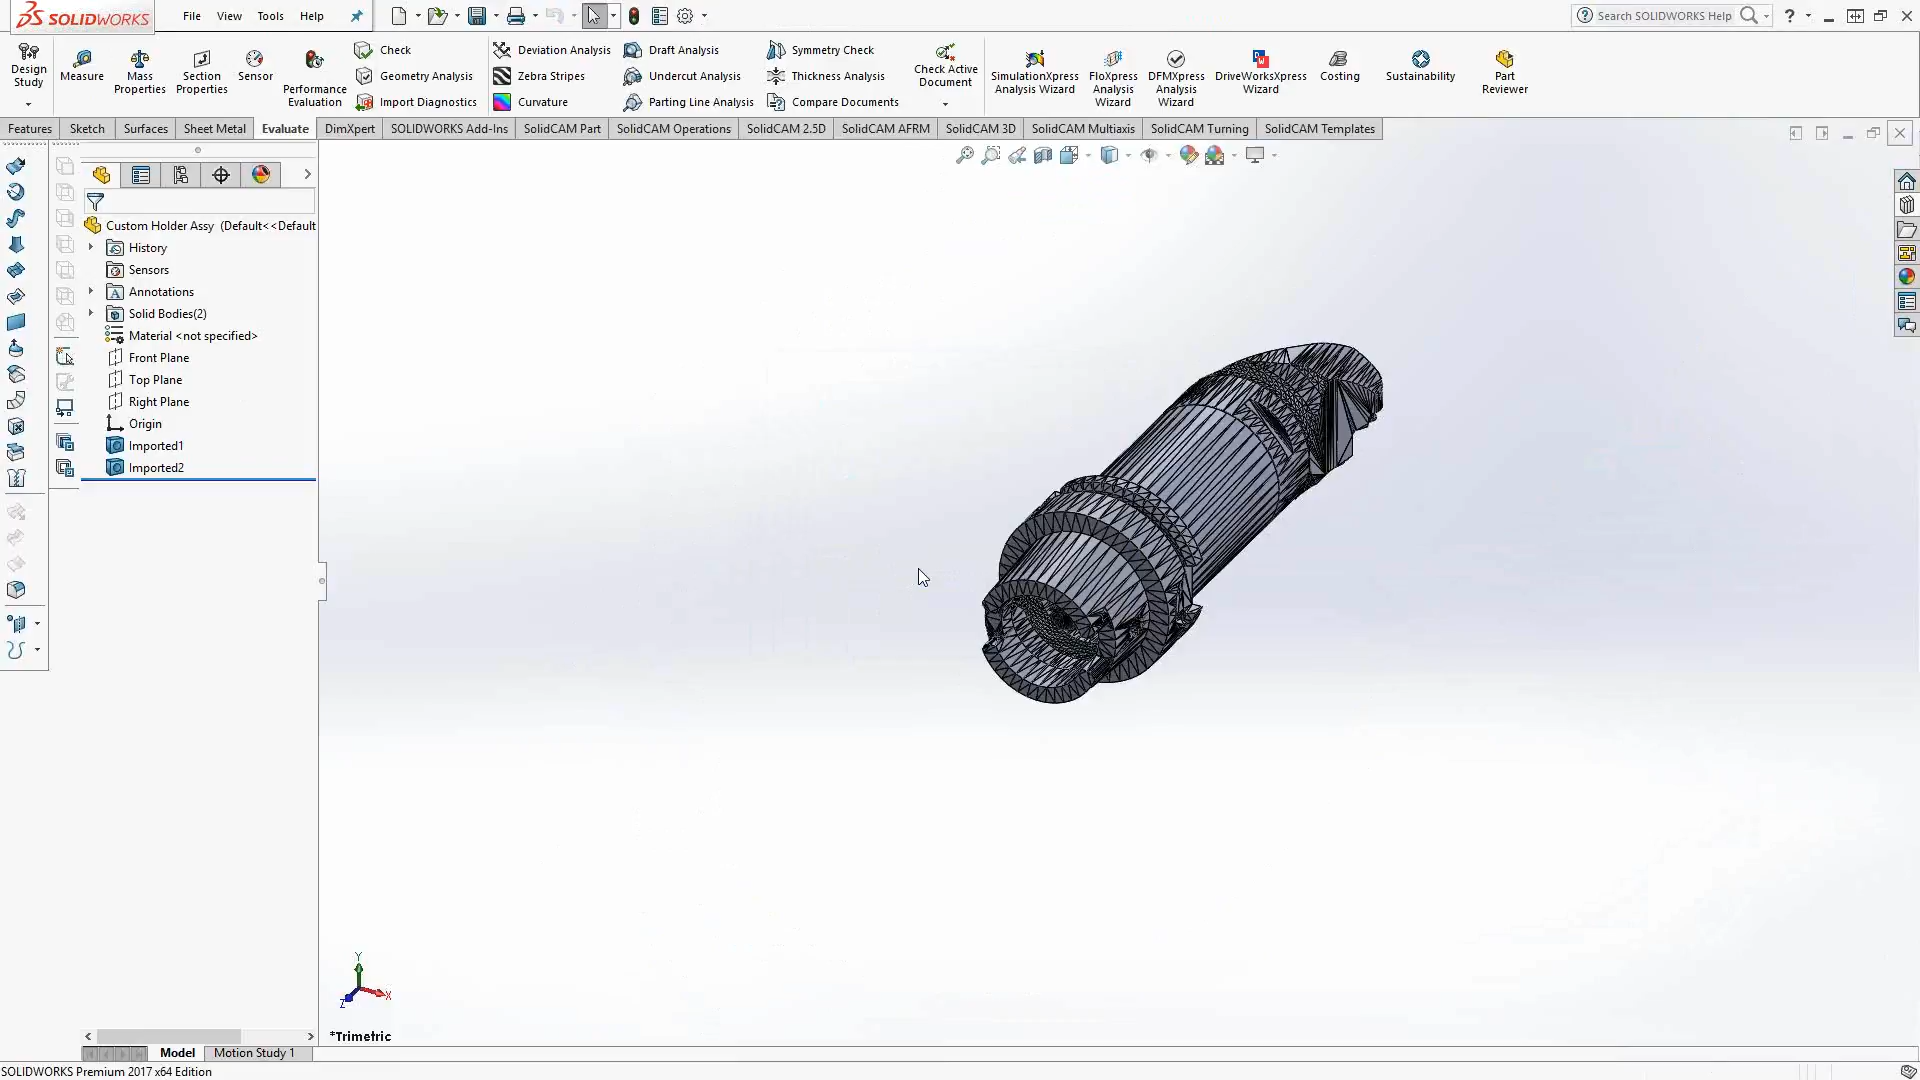 SOLIDWORKS File View Tools Help Search SOLIDWORKS Help
Design Study
Measure
Mass Properties
Section Properties
Sensor
Performance Evaluation
Check
Geometry Analysis
Import Diagnostics
Deviation Analysis
Zebra Stripes
Curvature
Draft Analysis
Undercut Analysis
Parting Line Analysis
Symmetry Check
Thickness Analysis
Compare Documents
Check Active Document
SimulationXpress Analysis Wizard
FloXpress Analysis Wizard
DFMXpress Analysis Wizard
DriveWorksXpress Wizard
Costing
Sustainability
Part Reviewer
Features Sketch Surfaces Sheet Metal Evaluate DimXpert SOLIDWORKS Add-Ins SolidCAM Part SolidCAM Operations SolidCAM 2.5D SolidCAM AFRM SolidCAM 3D SolidCAM Multiaxis SolidCAM Turning SolidCAM Templates
Custom Holder Assy (Default<<Default
History
Sensors
Annotations
Solid Bodies(2)
Material <not specified>
Front Plane
Top Plane
Right Plane
Origin
Imported1
Imported2
Y
X
Z
*Trimetric
Model Motion Study 1
SOLIDWORKS Premium 2017 x64 Edition